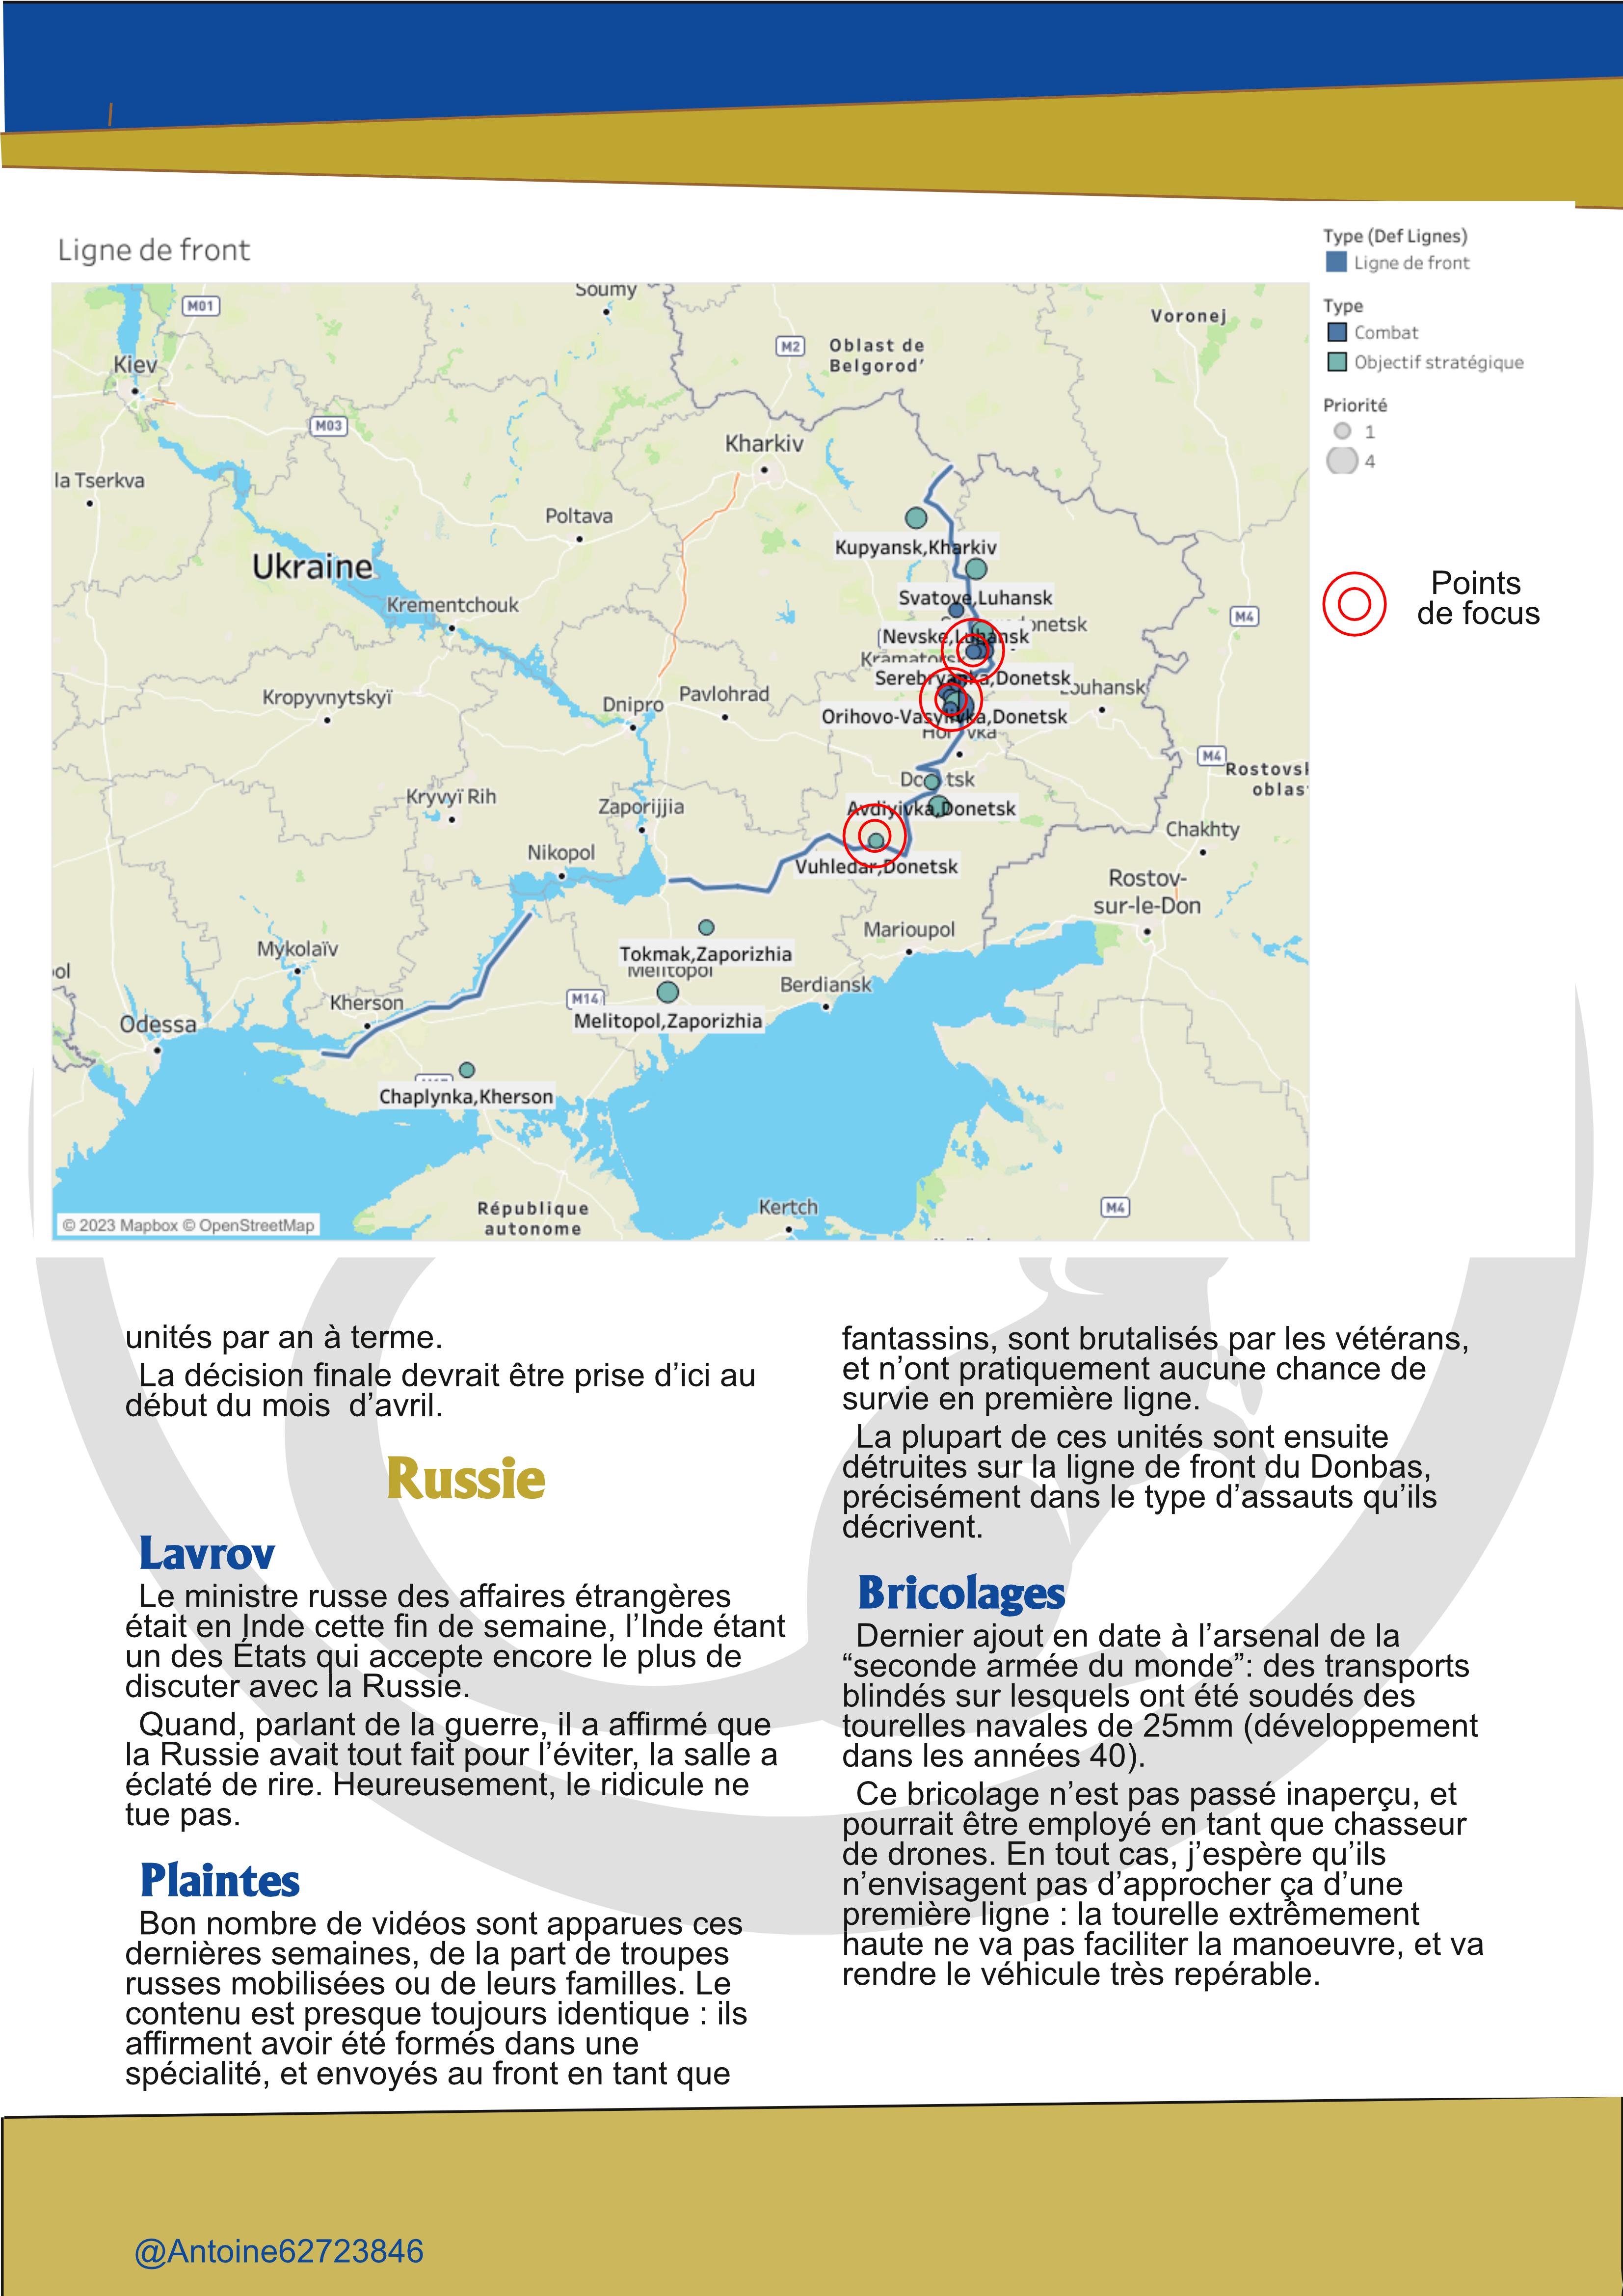 Ligne de front
Type (Def Lignes)
Ligne de front
Type
Combat
Objectif stratégique
Priorité
1
4
Points
de focus
Soumy
M01
Voronej
M2
Oblast de
Belgorod’
Kiev
M03
Kharkiv
la Tserkva
Poltava
Kupyansk,Kharkiv
Ukraine
Svatove,Luhansk
Krementchouk
M4
Nevske,Luhansk
Serebryanka,Donetsk
Louhansk
Kropyvnytskyï
Dnipro
Pavlohrad
Orihovo-Vasylivka,Donetsk
M4
Rostovsk
oblas
Kryvyï Rih
Zaporijjia
Avdiyivka,Donetsk
Chakhty
Nikopol
Vuhledar,Donetsk
Rostov-
sur-le-Don
Marioupol
Mykolaïv
Tokmak,Zaporizhia
Melitopol
Berdiansk
Kherson
M14
Melitopol,Zaporizhia
Odessa
Chaplynka,Kherson
République
autonome
Kertch
M4
© 2023 Mapbox © OpenStreetMap
unités par an à terme.
La décision finale devrait être prise d’ici au
début du mois d’avril.
Russie
Lavrov
Le ministre russe des affaires étrangères
était en Inde cette fin de semaine, l’Inde étant
un des États qui accepte encore le plus de
discuter avec la Russie.
Quand, parlant de la guerre, il a affirmé que
la Russie avait tout fait pour l’éviter, la salle a
éclaté de rire. Heureusement, le ridicule ne
tue pas.
Plaintes
Bon nombre de vidéos sont apparues ces
dernières semaines, de la part de troupes
russes mobilisées ou de leurs familles. Le
contenu est presque toujours identique : ils
affirment avoir été formés dans une
spécialité, et envoyés au front en tant que
fantassins, sont brutalisés par les vétérans,
et n’ont pratiquement aucune chance de
survie en première ligne.
La plupart de ces unités sont ensuite
détruites sur la ligne de front du Donbas,
précisément dans le type d’assauts qu’ils
décrivent.
Bricolages
Dernier ajout en date à l’arsenal de la
“seconde armée du monde”: des transports
blindés sur lesquels ont été soudés des
tourelles navales de 25mm (développement
dans les années 40).
Ce bricolage n’est pas passé inaperçu, et
pourrait être employé en tant que chasseur
de drones. En tout cas, j’espère qu’ils
n’envisagent pas d’approcher ça d’une
première ligne : la tourelle extrêmement
haute ne va pas faciliter la manoeuvre, et va
rendre le véhicule très repérable.
@Antoine62723846